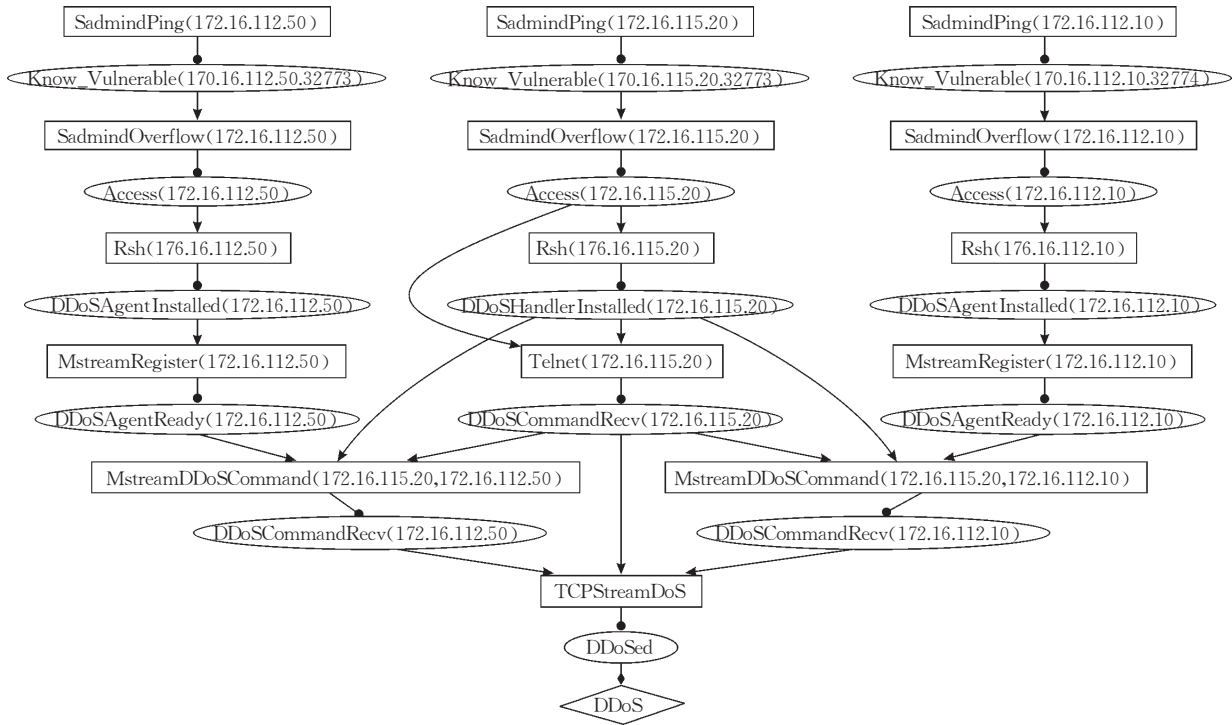 SadmindPing(172.16.112.50)
SadmindPing(172.16.115.20)
SadmindPing(172.16.112.10)
Know_Vulnerable(170.16.112.50.32773)
Know_Vulnerable(170.16.115.20.32773)
Know_Vulnerable(170.16.112.10.32774)
SadmindOverflow(172.16.112.50)
SadmindOverflow(172.16.115.20)
SadmindOverflow(172.16.112.10)
Access(172.16.112.50)
Access(172.16.115.20)
Access(172.16.112.10)
Rsh(176.16.112.50)
Rsh(176.16.115.20)
Rsh(176.16.112.10)
DDoSAgentInstalled(172.16.112.50)
DDoSHandlerInstalled(172.16.115.20)
DDoSAgentInstalled(172.16.112.10)
MstreamRegister(172.16.112.50)
Telnet(172.16.115.20)
MstreamRegister(172.16.112.10)
DDoSAgentReady(172.16.112.50)
DDoSCommandRecv(172.16.115.20)
DDoSAgentReady(172.16.112.10)
MstreamDDoSCommand(172.16.115.20,172.16.112.50)
MstreamDDoSCommand(172.16.115.20,172.16.112.10)
DDoSCommandRecv(172.16.112.50)
DDoSCommandRecv(172.16.112.10)
TCPStreamDoS
DDoSed
DDoS